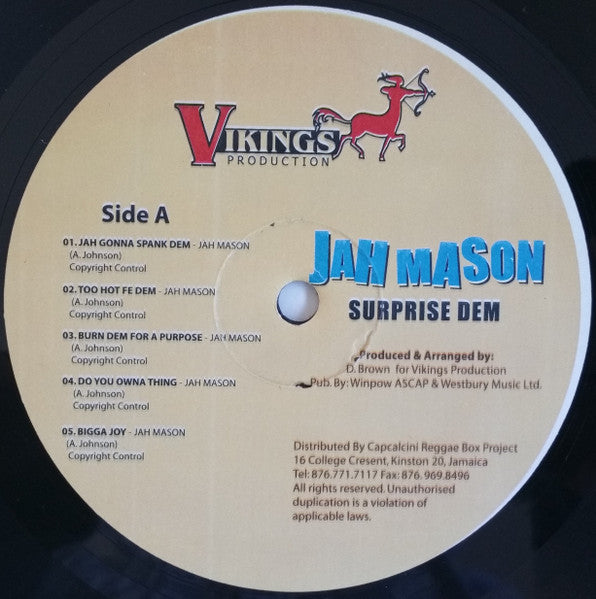 VIKINGS
PRODUCTION
Side A
01. JAH GONNA SPANK DEM - JAH MASON
(A. Johnson)
Copyright Control
02. TOO HOT FE DEM - JAH MASON
(A. Johnson)
Copyright Control
03. BURN DEM FOR A PURPOSE - JAH MASON
(A. Johnson)
Copyright Control
04. DO YOU OWNA THING - JAH MASON
(A. Johnson)
Copyright Control
05. BIGGA JOY - JAH MASON
(A. Johnson)
Copyright Control
JAH MASON
SURPRISE DEM
Produced & Arranged by:
D. Brown for Vikings Production
Pub. By: Winpow ASCAP & Westbury Music Ltd.
Distributed By Capcalcini Reggae Box Project
16 College Cresent, Kinston 20, Jamaica
Tel: 876.771.7117 Fax: 876. 969.8496
All rights reserved. Unauthorised
duplication is a violation of
applicable laws.